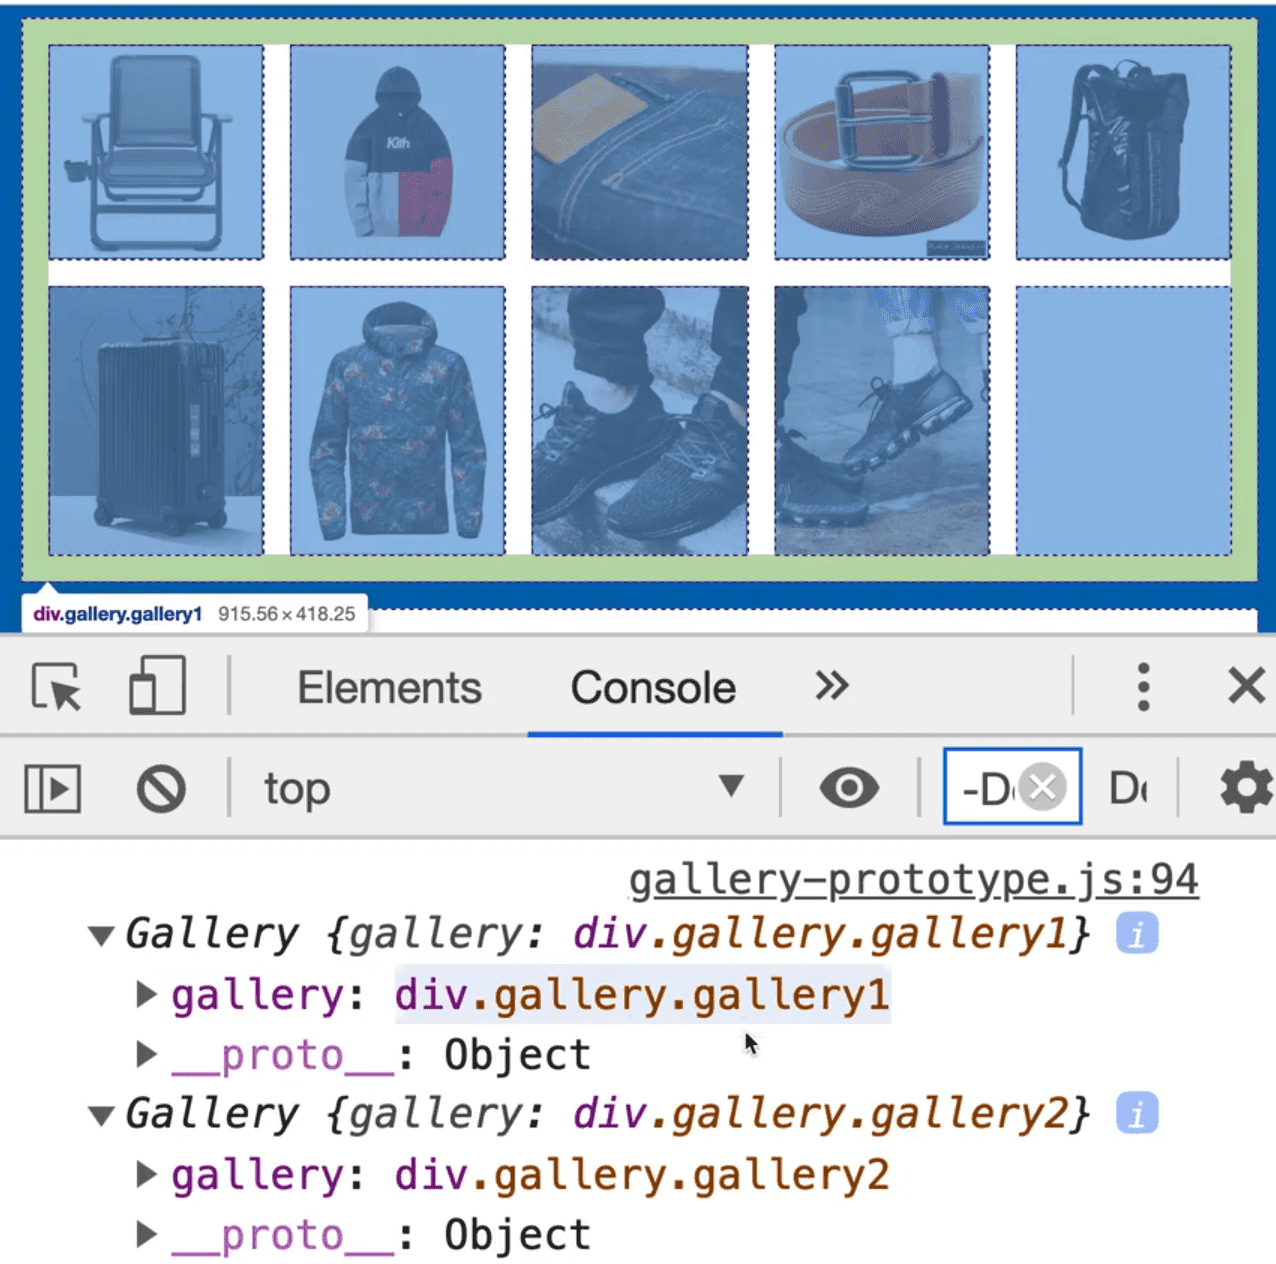 Kith
div.gallery.gallery1 915.56×418.25
Elements Console »
top
gallery-prototype.js:94
▼Gallery {gallery: div.gallery.gallery1} i
▶gallery: div.gallery.gallery1
▶__proto__: Object
▼Gallery {gallery: div.gallery.gallery2} i
▶gallery: div.gallery.gallery2
▶__proto__: Object